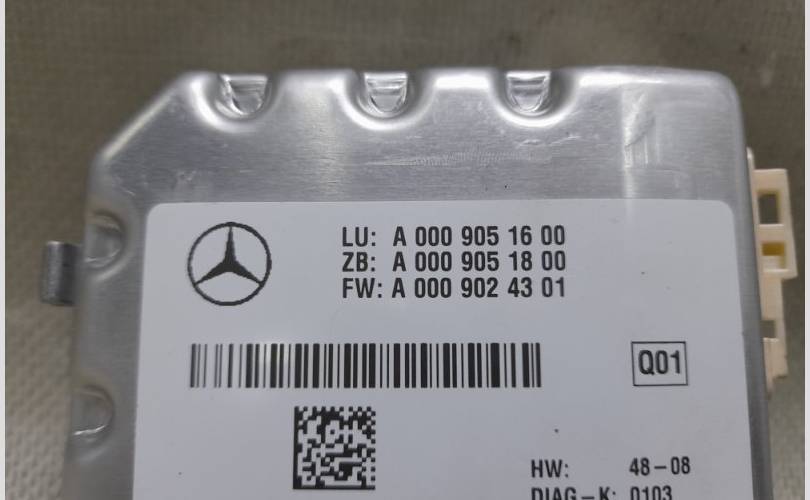 LU: A 000 905 16 00
ZB: A 000 905 18 00
FW: A 000 902 43 01
Q01
HW: 48-08
DIAG-K: 0103